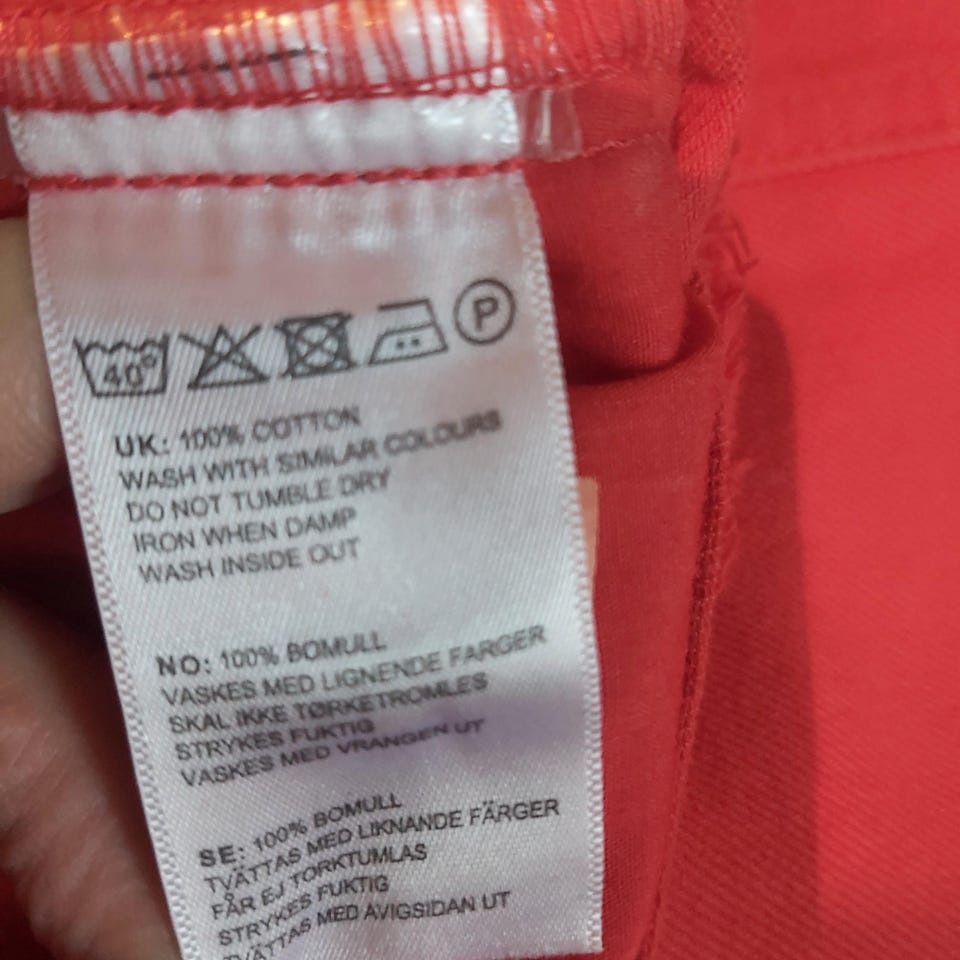 40° P
UK: 100% COTTON
WASH WITH SIMILAR COLOURS
DO NOT TUMBLE DRY
IRON WHEN DAMP
WASH INSIDE OUT
NO: 100% BOMULL
VASKES MED LIGNENDE FARGER
SKAL IKKE TØRKETROMLES
STRYKES FUKTIG
VASKES MED VRANGEN UT
SE: 100% BOMULL
TVÄTTAS MED LIKNANDE FÄRGER
FÅR EJ TORKTUMLAS
STRYKES FUKTIG
TVÄTTAS MED AVIGSIDAN UT